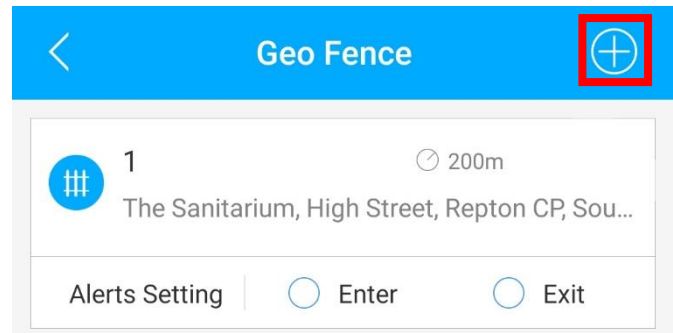 Geo Fence
1 200m
The Sanitarium, High Street, Repton CP, Sou...
Alerts Setting Enter Exit